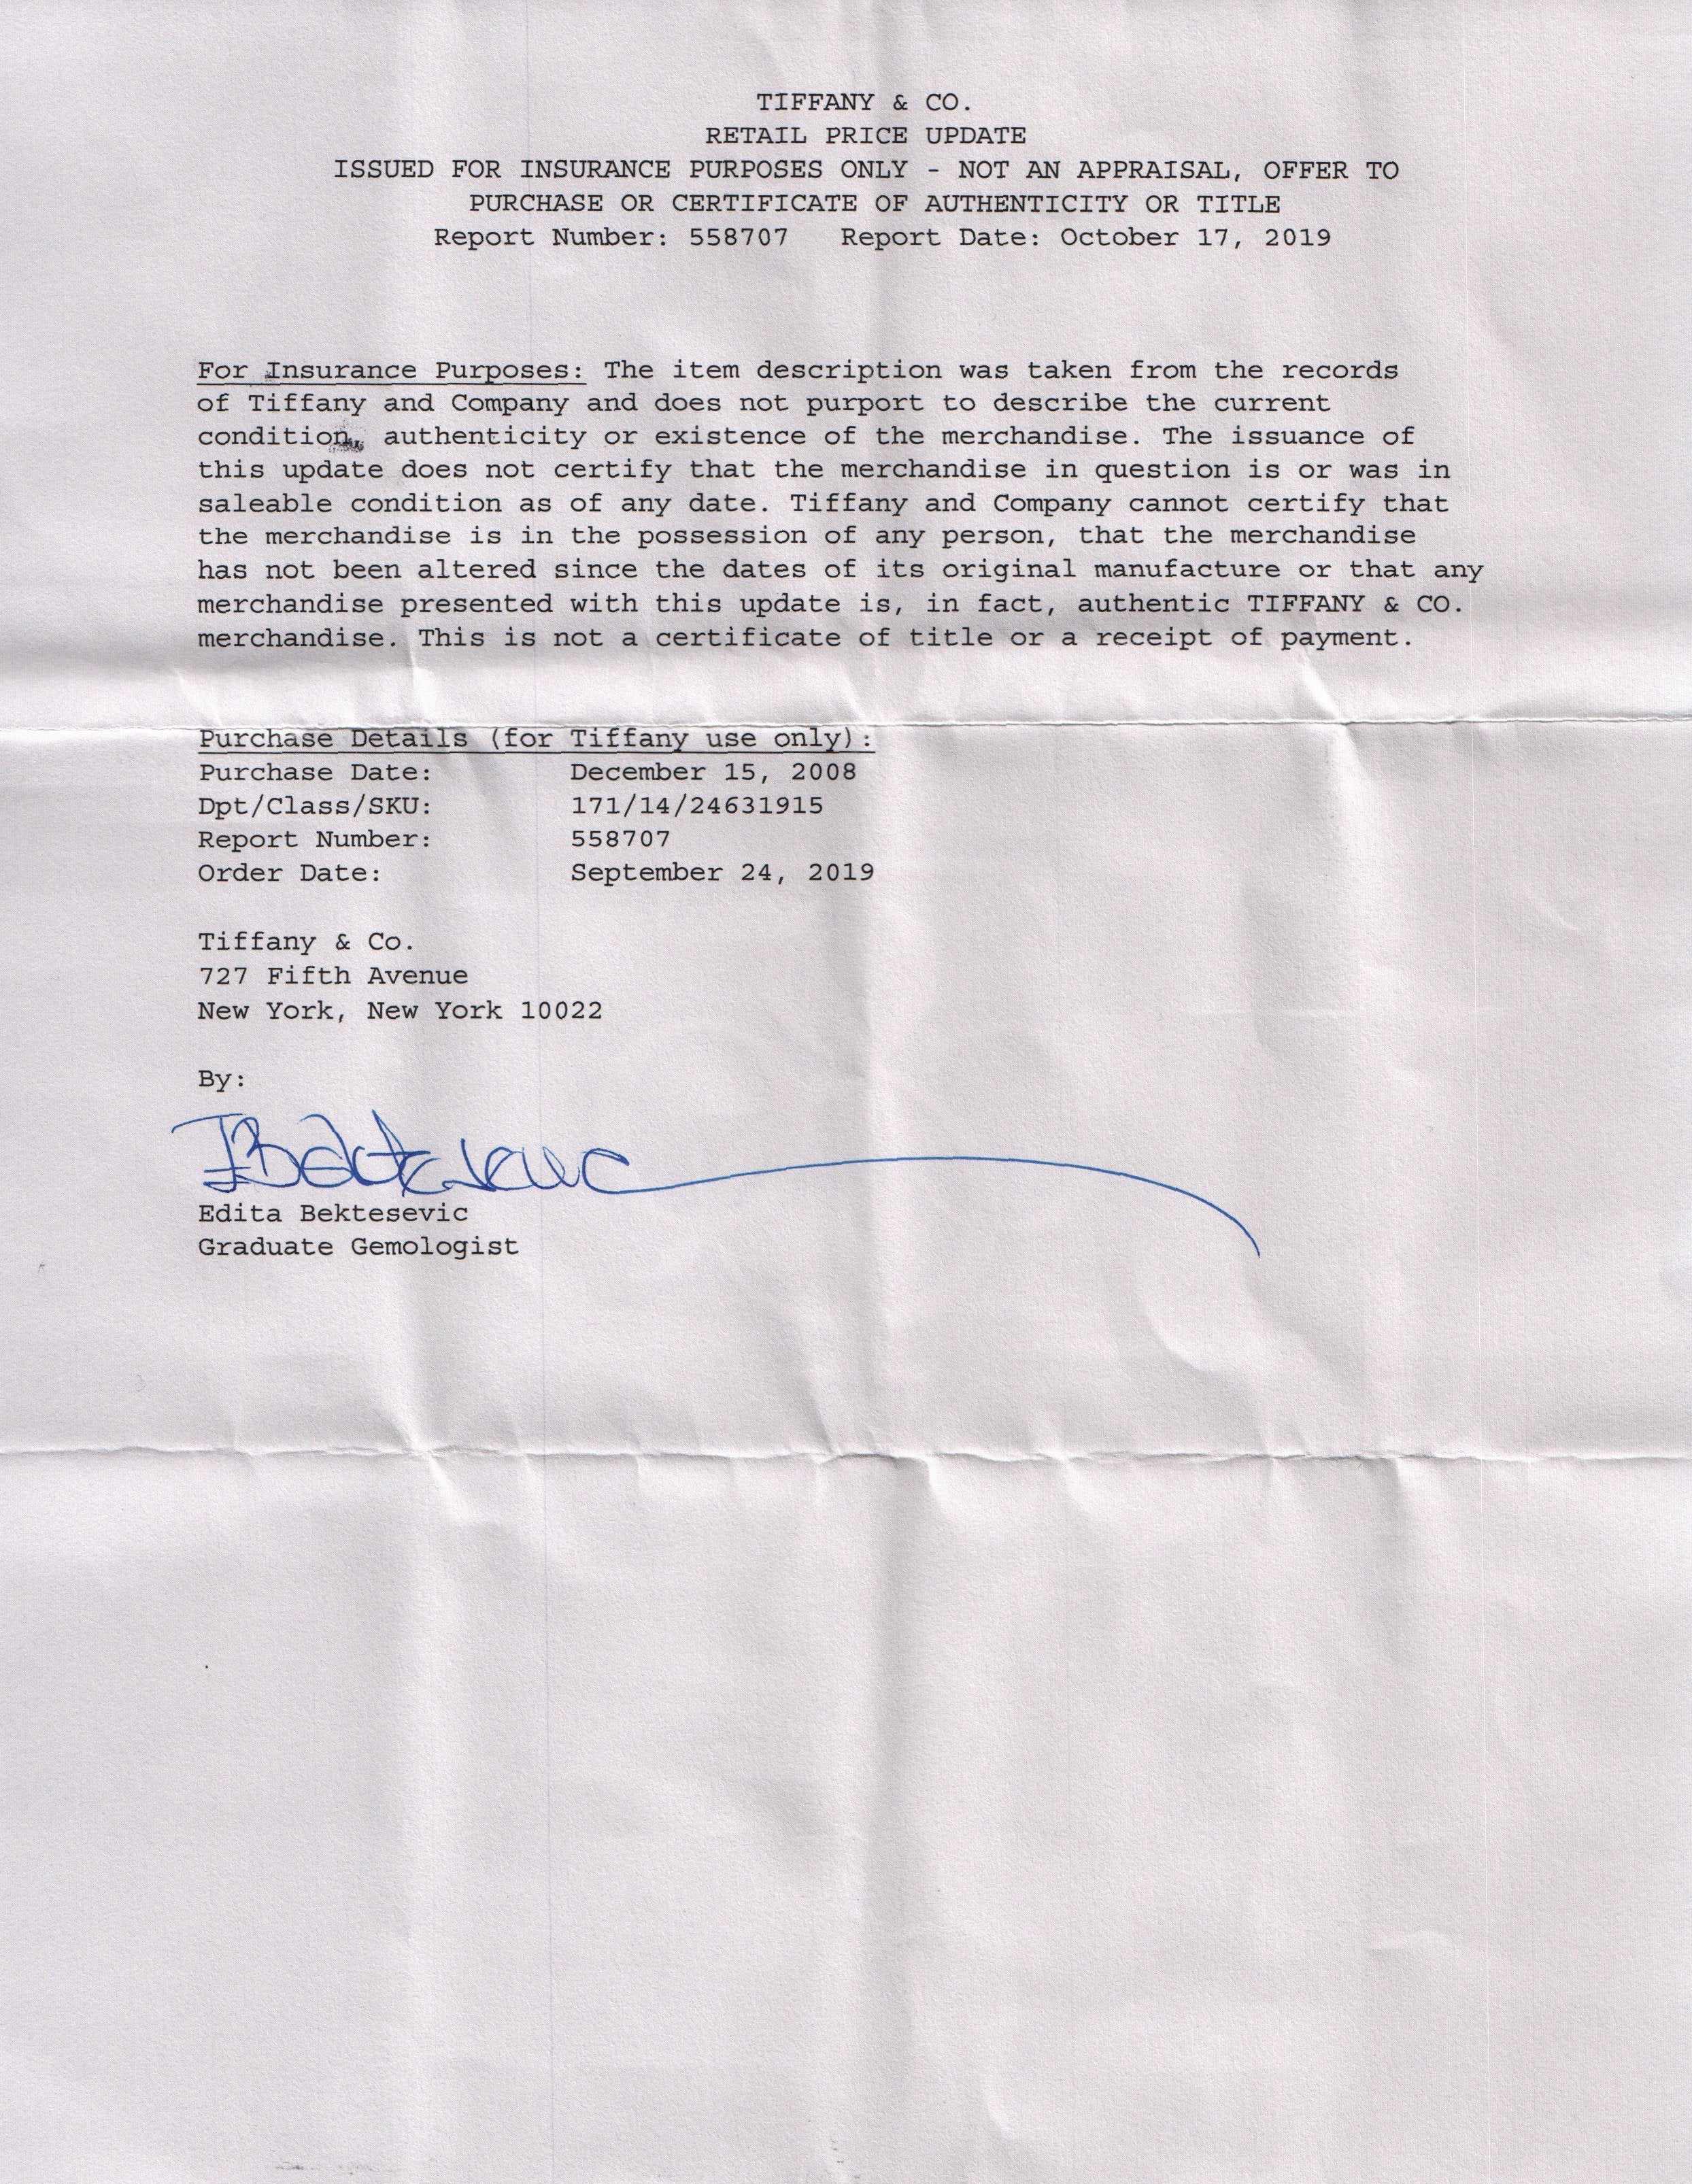 TIFFANY & CO.
RETAIL PRICE UPDATE
ISSUED FOR INSURANCE PURPOSES ONLY - NOT AN APPRAISAL, OFFER TO
PURCHASE OR CERTIFICATE OF AUTHENTICITY OR TITLE
Report Number: 558707 Report Date: October 17, 2019
For Insurance Purposes: The item description was taken from the records
of Tiffany and Company and does not purport to describe the current
condition, authenticity or existence of the merchandise. The issuance of
this update does not certify that the merchandise in question is or was in
saleable condition as of any date. Tiffany and Company cannot certify that
the merchandise is in the possession of any person, that the merchandise
has not been altered since the dates of its original manufacture or that any
merchandise presented with this update is, in fact, authentic TIFFANY & CO.
merchandise. This is not a certificate of title or a receipt of payment.
Purchase Details (for Tiffany use only):
Purchase Date: December 15, 2008
Dpt/Class/SKU: 171/14/24631915
Report Number: 558707
Order Date: September 24, 2019
Tiffany & Co.
727 Fifth Avenue
New York, New York 10022
By:
Edita Bektesevic
Graduate Gemologist